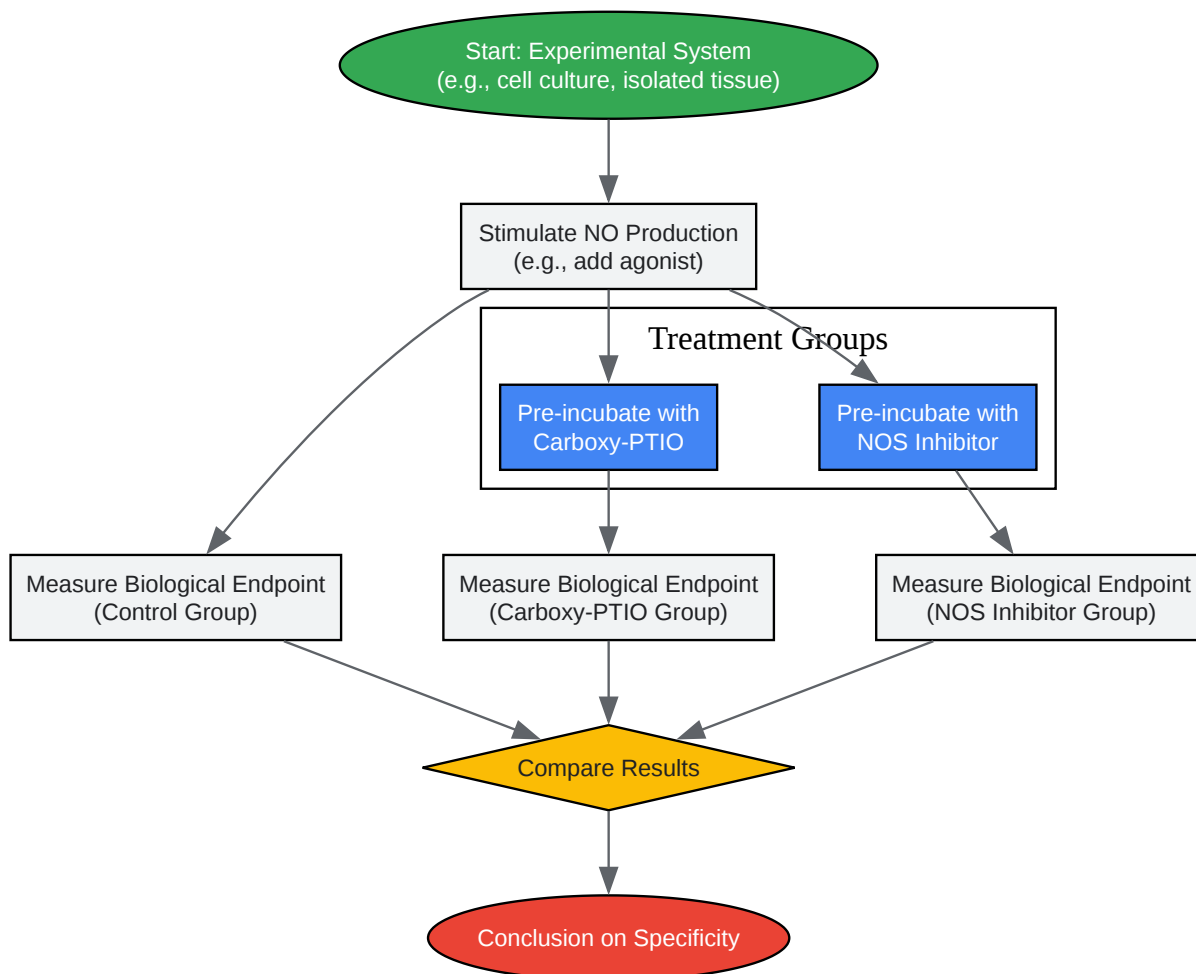 Start: Experimental System
(e.g., cell culture, isolated tissue)
Stimulate NO Production
(e.g., add agonist)
Treatment Groups
Pre-incubate with
Carboxy-PTIO
Pre-incubate with
NOS Inhibitor
Measure Biological Endpoint
(Control Group)
Measure Biological Endpoint
(Carboxy-PTIO Group)
Measure Biological Endpoint
(NOS Inhibitor Group)
Compare Results
Conclusion on Specificity